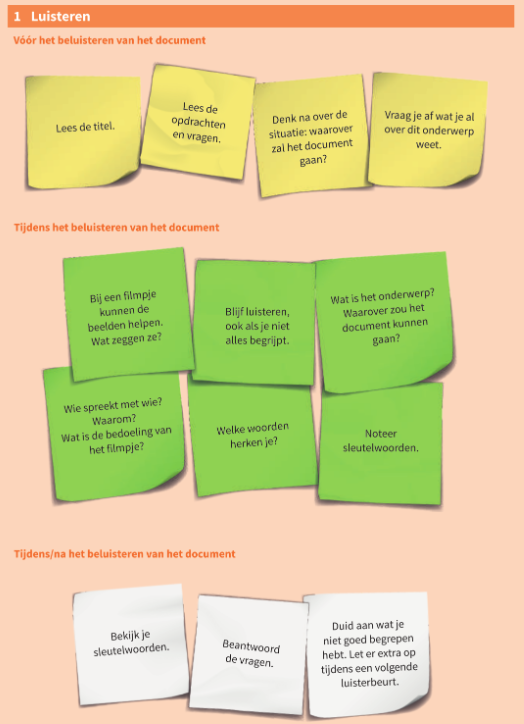 1 Luisteren
Vóór het beluisteren van het document
Lees de titel.
Lees de
opdrachten
en vragen.
Denk na over de
situatie: waarover
zal het document
gaan?
Vraag je af wat je al
over dit onderwerp
weet.
Tijdens het beluisteren van het document
Bij een filmpje
kunnen de
beelden helpen.
Wat zeggen ze?
Blijf luisteren,
ook als je niet
alles begrijpt.
Wat is het onderwerp?
Waarover zou het
document kunnen
gaan?
Wie spreekt met wie?
Waarom?
Wat is de bedoeling van
het filmpje?
Welke woorden
herken je?
Noteer
sleutelwoorden.
Tijdens/na het beluisteren van het document
Bekijk je
sleutelwoorden.
Beantwoord
de vragen.
Duid aan wat je
niet goed begrepen
hebt. Let er extra op
tijdens een volgende
luisterbeurt.